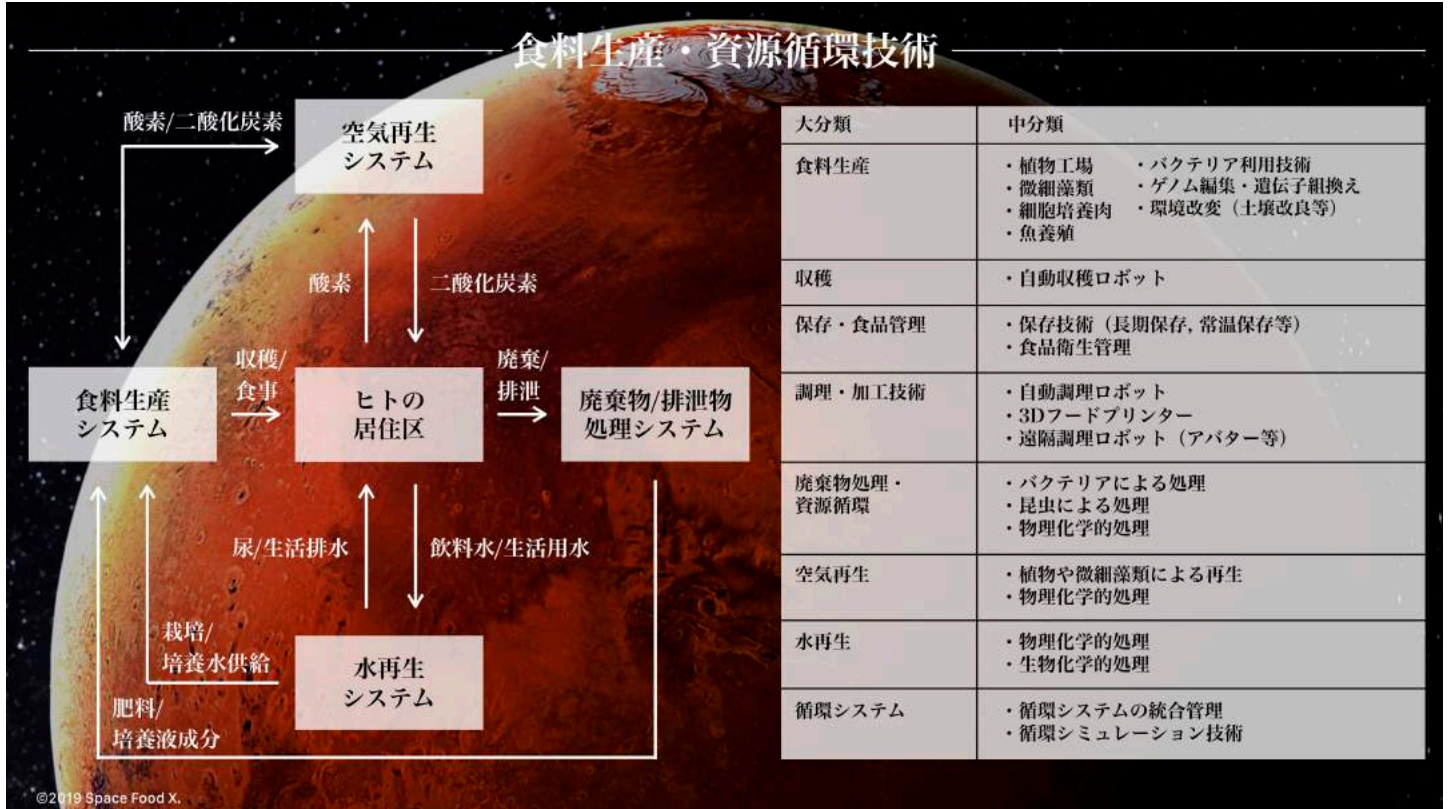 食料生産・資源循環技術
酸素/二酸化炭素
空気再生
システム
酸素
二酸化炭素
収穫/
食事
廃棄/
排泄
食料生産
システム
ヒトの
居住区
廃棄物/排泄物
処理システム
尿/生活排水
飲料水/生活用水
栽培/
培養水供給
水再生
システム
肥料/
培養液成分
大分類 中分類
食料生産 ・植物工場 ・バクテリア利用技術
・微細藻類 ・ゲノム編集・遺伝子組換え
・細胞培養肉 ・環境改変(土壌改良等)
・魚養殖
収穫 ・自動収穫ロボット
保存・食品管理 ・保存技術(長期保存, 常温保存等)
・食品衛生管理
調理・加工技術 ・自動調理ロボット
・3Dフードプリンター
・遠隔調理ロボット(アバター等)
廃棄物処理・ ・バクテリアによる処理
資源循環 ・昆虫による処理
・物理化学的処理
空気再生 ・植物や微細藻類による再生
・物理化学的処理
水再生 ・物理化学的処理
・生物化学的処理
循環システム ・循環システムの統合管理
・循環シミュレーション技術
©2019 Space Food X.